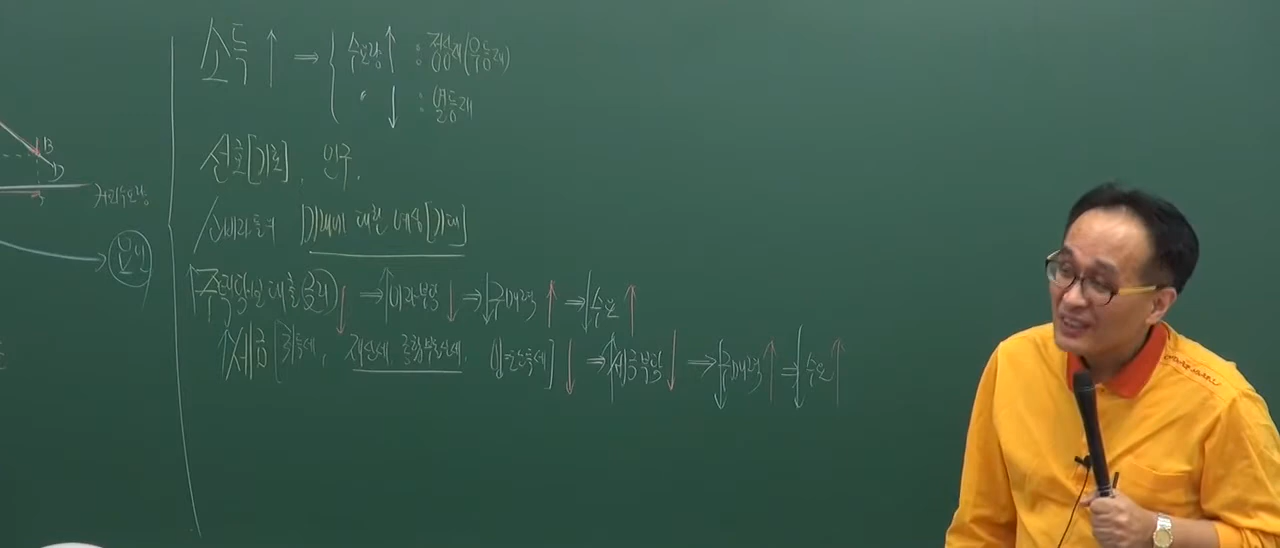 소득↑ ⇒ { 수요량↑ : 정상재(우등재)
〃 ↓ : 열등재
선호[기호], 인구,
소비자들의 가격에 대한 예상[기대]
요인
거래수요량
B
D
↑주택담보 대출(금리)↓ ⇒ ↑이자부담↓ ⇒ ↓구매력↑ ⇒ ↓수요↑
↑세금[취득세, 재산세, 종합부동산세, 양도소득세]↓ ⇒ ↑세금부담↓ ⇒ ↓구매력↑ ⇒ ↓수요↑